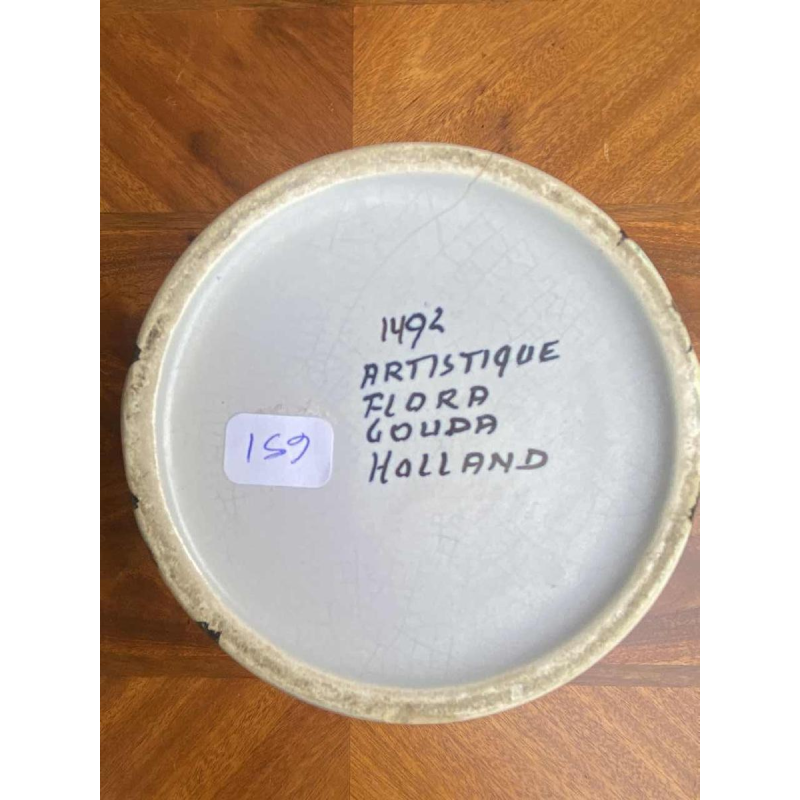 1492
ARTISTIQUE
FLORA
GOUDA
HOLLAND
159